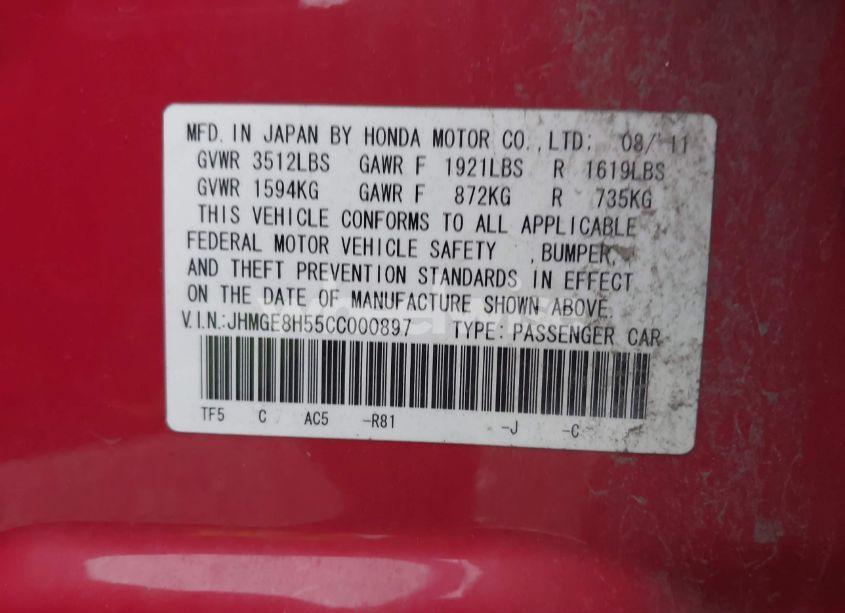 MFD. IN JAPAN BY HONDA MOTOR CO.,LTD: 08/'11
GVWR 3512LBS GAWR F 1921LBS R 1619LBS
GVWR 1594KG GAWR F 872KG R 735KG
THIS VEHICLE CONFORMS TO ALL APPLICABLE
FEDERAL MOTOR VEHICLE SAFETY , BUMPER,
AND THEFT PREVENTION STANDARDS IN EFFECT
ON THE DATE OF MANUFACTURE SHOWN ABOVE.
V.I.N.:JHMGE8H55CC000897 TYPE: PASSENGER CAR
TF5 C AC5 -R81 -J -C-